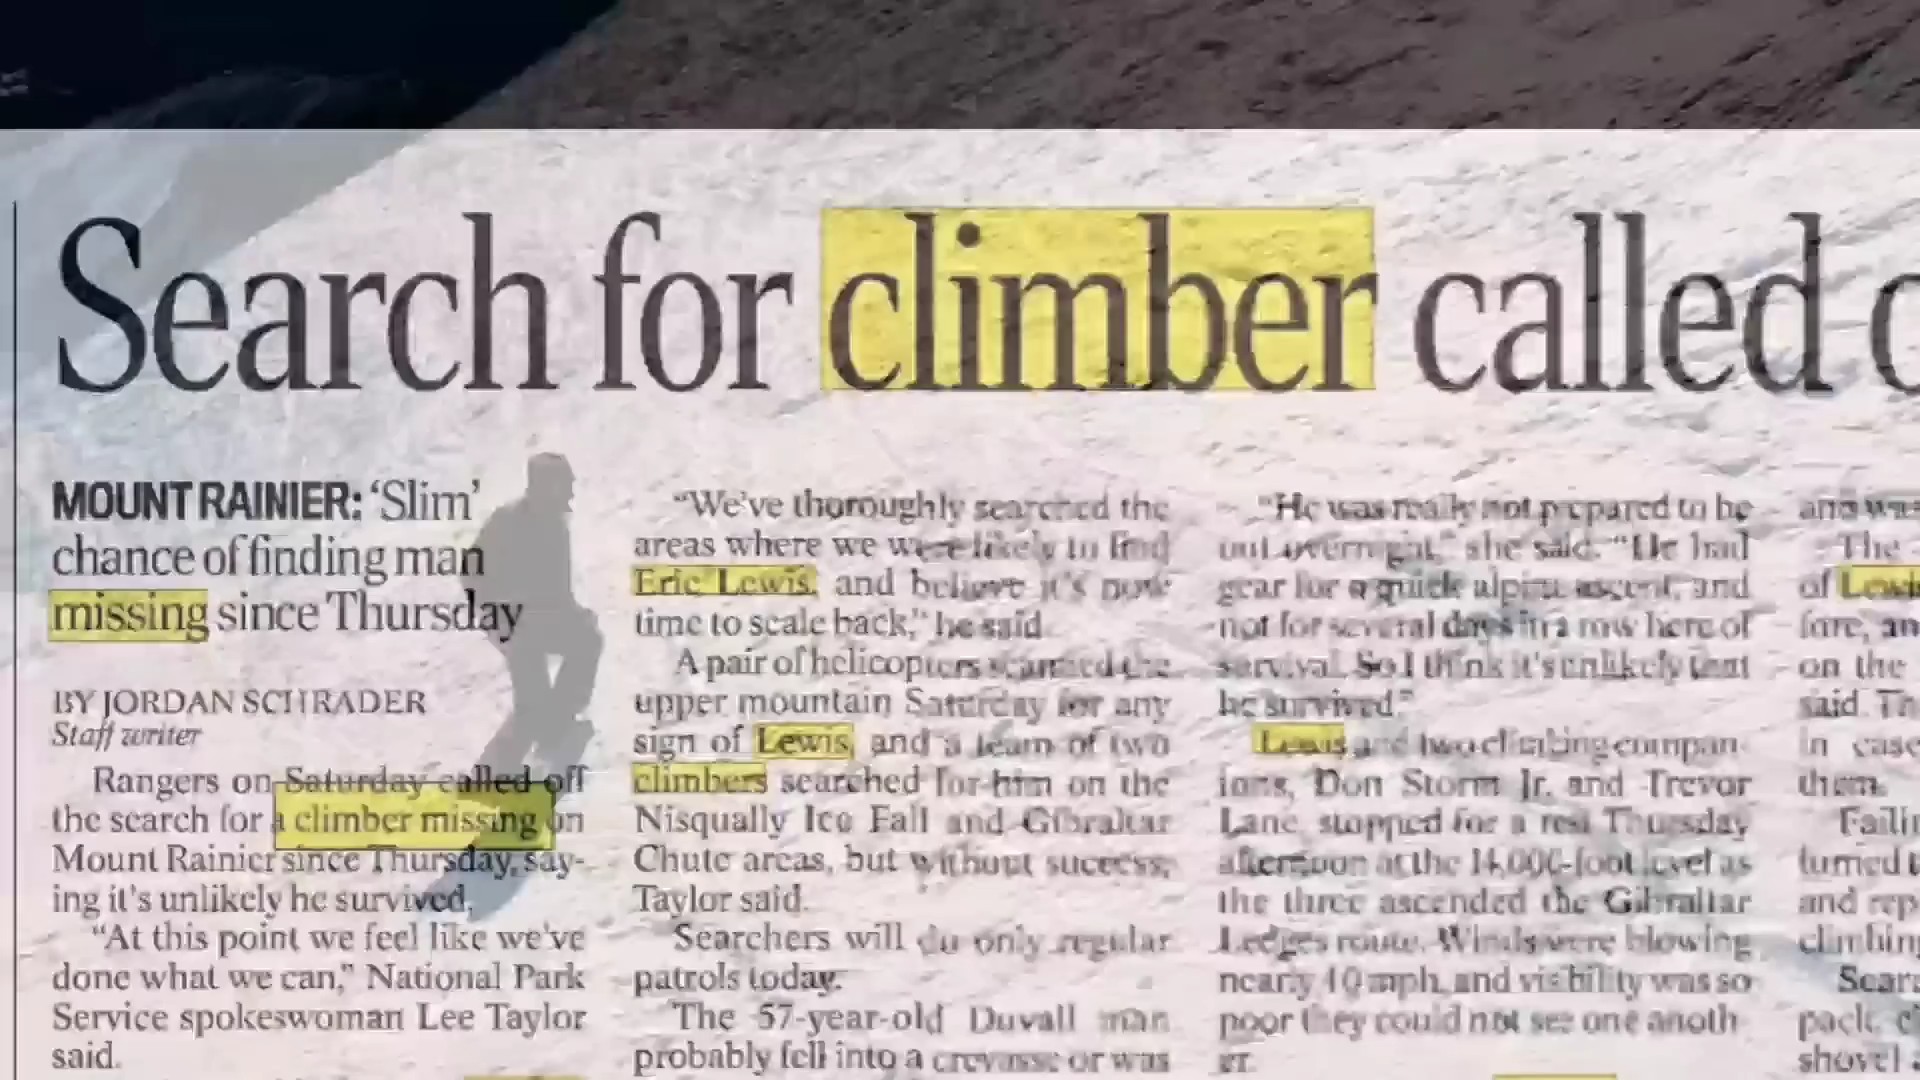 Search for climber called
MOUNT RAINIER: ‘Slim’
chance of finding man
missing since Thursday
BY JORDAN SCHRADER
Staff writer
Rangers on Saturday called off
the search for a climber missing on
Mount Rainier since Thursday, say-
ing it's unlikely he survived.
“At this point we feel like we've
done what we can,” National Park
Service spokeswoman Lee Taylor
said.
“We've thoroughly searched the
areas where we were likely to find
Eric Lewis, and believe it's now
time to scale back,” he said.
A pair of helicopters scanned the
upper mountain Saturday for any
sign of Lewis, and a team of two
climbers searched for him on the
Nisqually Ice Fall and Gibraltar
Chute areas, but without success,
Taylor said.
Searchers will do only regular
patrols today.
The 57-year-old Duvall man
probably fell into a crevasse or was
“He was really not prepared to be
out overnight,” she said. “He had
gear for a quick alpine ascent, and
not for several days in a row here of
survival. So I think it's unlikely that
he survived.”
Lewis and two climbing compan-
ions, Don Storm Jr. and Trevor
Lane, stopped for a rest Thursday
afternoon at the 14,000-foot level as
the three ascended the Gibraltar
Ledges route. Winds were blowing
nearly 40 mph, and visibility was so
poor they could not see one anoth-
er.
and was
The
of Lewis
fore, an
on the
said. Th
in case
them.
Failin
turned t
and rep
climbing
Sears
pack, c
shovel a